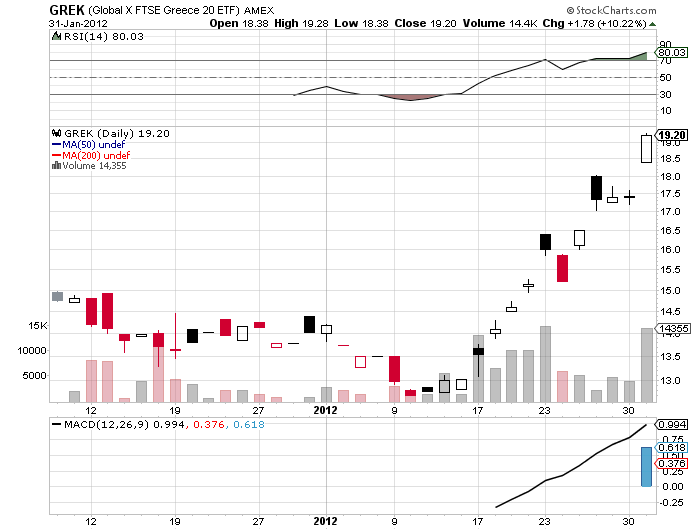 GREK (Global X FTSE Greece 20 ETF) AMEX © StockCharts.com
31-Jan-2012 Open 18.38 High 19.28 Low 18.38 Close 19.20 Volume 14.4K Chg +1.78 (+10.22%)
RSI(14) 80.03
90
80.03
70
50
30
10
GREK (Daily) 19.20
MA(50) undef
MA(200) undef
Volume 14,355
19.20
19.0
18.5
18.0
17.5
17.0
16.5
16.0
15.5
15.0
14.5
14355
14.0
13.5
13.0
15K
10000
5000
12 19 27 2012 9 17 23 30
MACD(12,26,9) 0.994, 0.376, 0.618
0.994
0.75
0.618
0.50
0.376
0.25
0.00
-0.25
12 19 27 2012 9 17 23 30